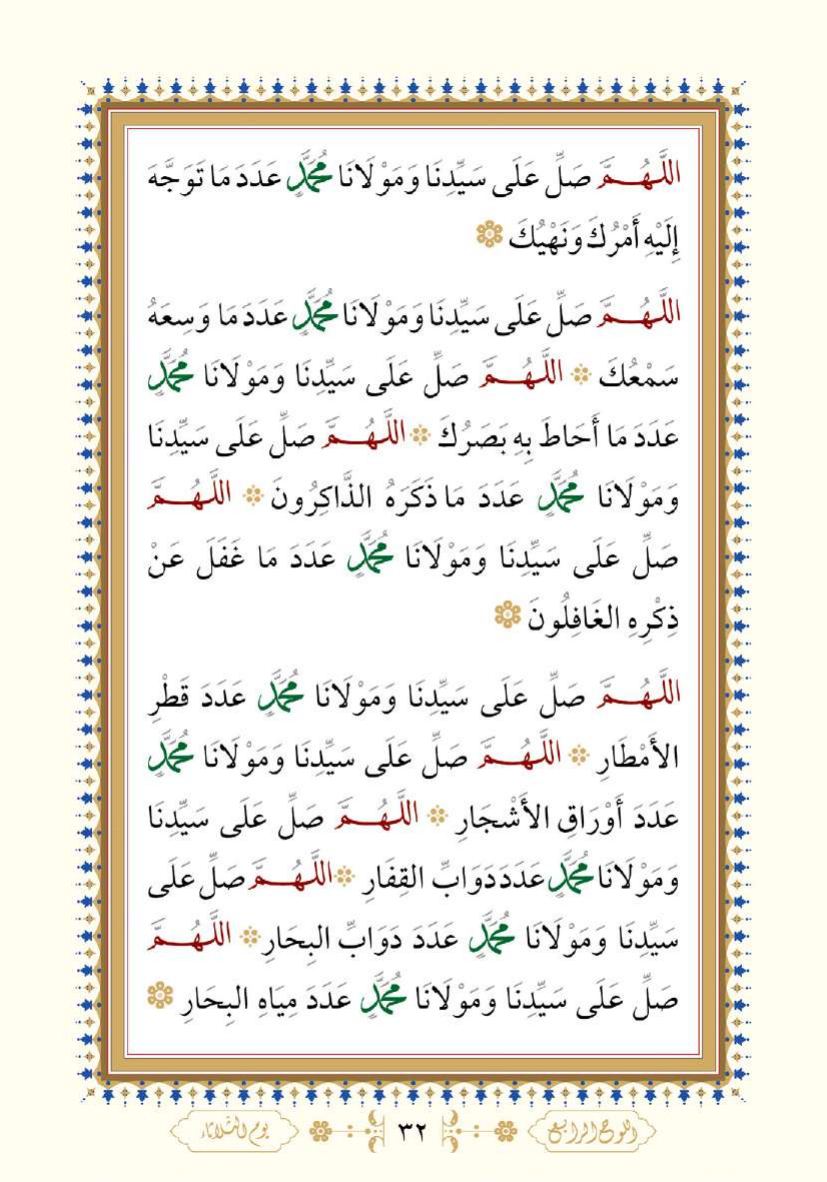 اللَّهُمَّ صَلِّ عَلَى سَيِّدِنَا وَمَوْلَانَا مُحَمَّدٍ عَدَدَ مَا تَوَجَّهَ
إِلَيْهِ أَمْرُكَ وَنَهْيُكَ
اللَّهُمَّ صَلِّ عَلَى سَيِّدِنَا وَمَوْلَانَا مُحَمَّدٍ عَدَدَ مَا وَسِعَهُ
سَمْعُكَ اللَّهُمَّ صَلِّ عَلَى سَيِّدِنَا وَمَوْلَانَا مُحَمَّدٍ
عَدَدَ مَا أَحَاطَ بِهِ بَصَرُكَ اللَّهُمَّ صَلِّ عَلَى سَيِّدِنَا
وَمَوْلَانَا مُحَمَّدٍ عَدَدَ مَا ذَكَرَهُ الذَّاكِرُونَ اللَّهُمَّ
صَلِّ عَلَى سَيِّدِنَا وَمَوْلَانَا مُحَمَّدٍ عَدَدَ مَا غَفَلَ عَنْ
ذِكْرِهِ الغَافِلُونَ
اللَّهُمَّ صَلِّ عَلَى سَيِّدِنَا وَمَوْلَانَا مُحَمَّدٍ عَدَدَ قَطْرِ
الأَمْطَارِ اللَّهُمَّ صَلِّ عَلَى سَيِّدِنَا وَمَوْلَانَا مُحَمَّدٍ
عَدَدَ أَوْرَاقِ الأَشْجَارِ اللَّهُمَّ صَلِّ عَلَى سَيِّدِنَا
وَمَوْلَانَا مُحَمَّدٍ عَدَدَ دَوَابِّ القِفَارِ اللَّهُمَّ صَلِّ عَلَى
سَيِّدِنَا وَمَوْلَانَا مُحَمَّدٍ عَدَدَ دَوَابِّ البِحَارِ اللَّهُمَّ
صَلِّ عَلَى سَيِّدِنَا وَمَوْلَانَا مُحَمَّدٍ عَدَدَ مِيَاهِ البِحَارِ
اللوح الرابع ٣٢ يوم الثلاثاء